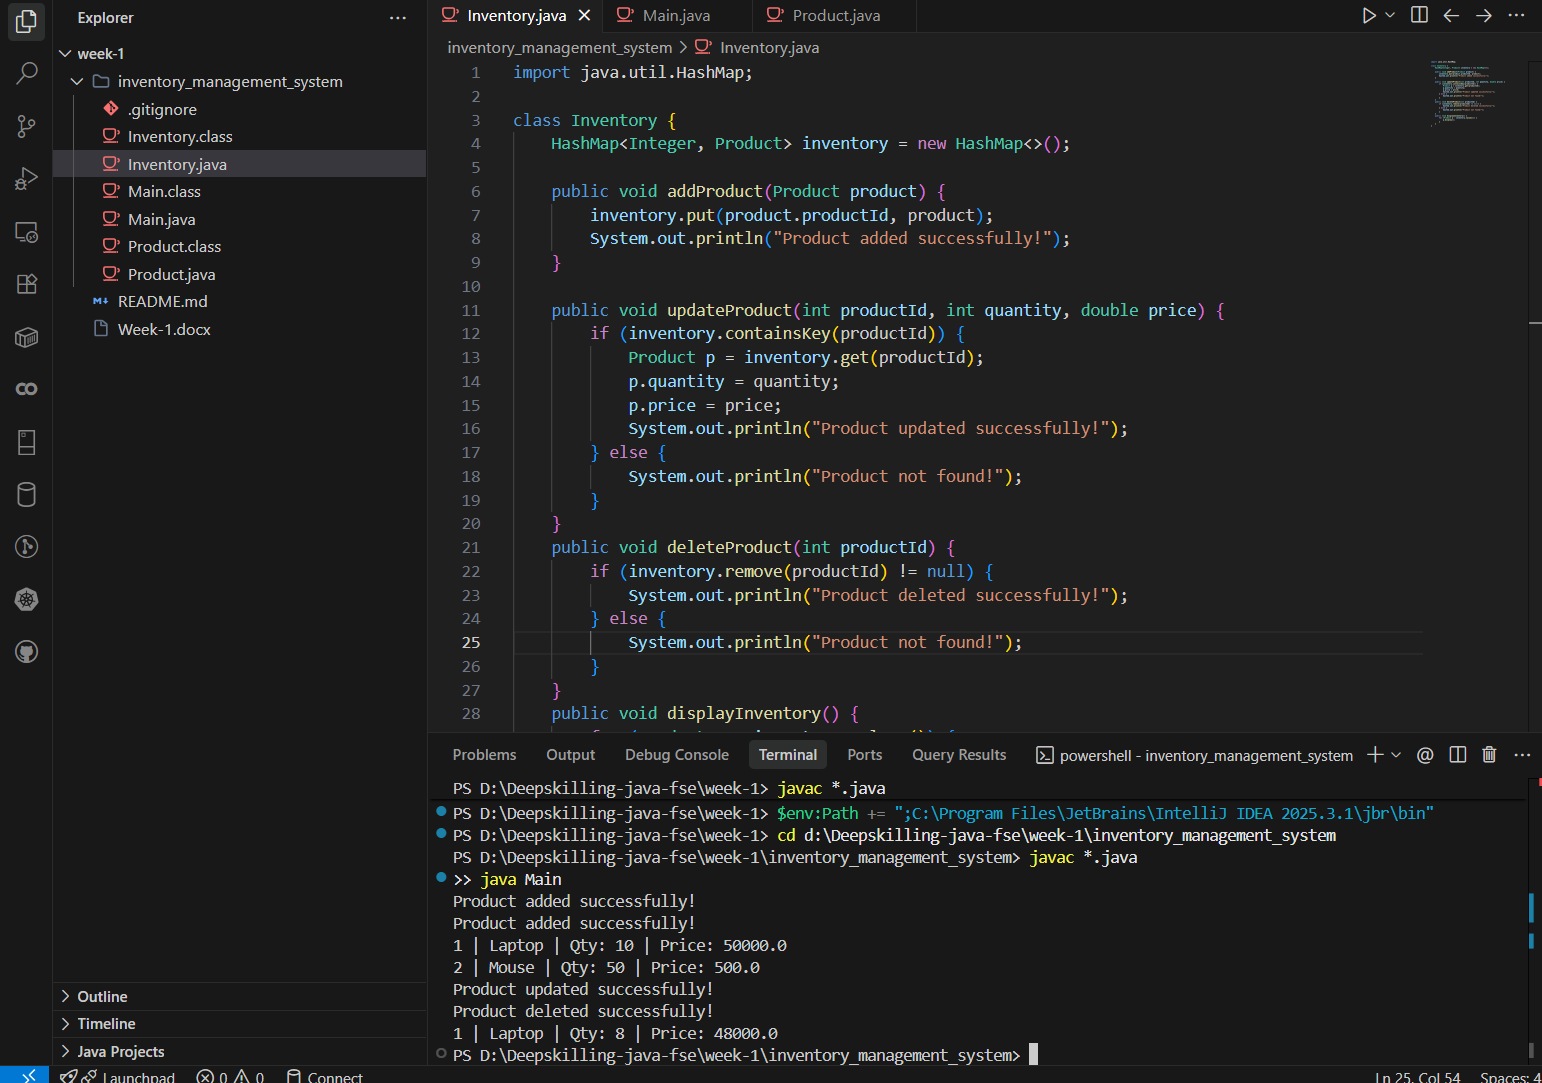 Explorer
week-1
inventory_management_system
.gitignore
Inventory.class
Inventory.java
Main.class
Main.java
Product.class
Product.java
README.md
Week-1.docx
Outline
Timeline
Java Projects
Inventory.java
Main.java
Product.java
inventory_management_system > Inventory.java
1 import java.util.HashMap;
2
3 class Inventory {
4     HashMap<Integer, Product> inventory = new HashMap<>();
5
6     public void addProduct(Product product) {
7         inventory.put(product.productId, product);
8         System.out.println("Product added successfully!");
9     }
10
11     public void updateProduct(int productId, int quantity, double price) {
12         if (inventory.containsKey(productId)) {
13             Product p = inventory.get(productId);
14             p.quantity = quantity;
15             p.price = price;
16             System.out.println("Product updated successfully!");
17         } else {
18             System.out.println("Product not found!");
19         }
20     }
21     public void deleteProduct(int productId) {
22         if (inventory.remove(productId) != null) {
23             System.out.println("Product deleted successfully!");
24         } else {
25             System.out.println("Product not found!");
26         }
27     }
28     public void displayInventory() {
Problems Output Debug Console Terminal Ports Query Results powershell - inventory_management_system
PS D:\Deepskilling-java-fse\week-1> javac *.java
PS D:\Deepskilling-java-fse\week-1> $env:Path += ";C:\Program Files\JetBrains\IntelliJ IDEA 2025.3.1\jbr\bin"
PS D:\Deepskilling-java-fse\week-1> cd d:\Deepskilling-java-fse\week-1\inventory_management_system
PS D:\Deepskilling-java-fse\week-1\inventory_management_system> javac *.java
>> java Main
Product added successfully!
Product added successfully!
1 | Laptop | Qty: 10 | Price: 50000.0
2 | Mouse | Qty: 50 | Price: 500.0
Product updated successfully!
Product deleted successfully!
1 | Laptop | Qty: 8 | Price: 48000.0
PS D:\Deepskilling-java-fse\week-1\inventory_management_system>
Launchpad 0 0 Connect Ln 25, Col 54 Spaces: 4